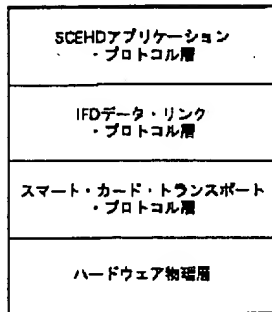 SCEHDアプリケーション
・プロトコル層
IFDデータ・リンク
・プロトコル層
スマート・カード・トランスポート
・プロトコル層
ハードウェア物理層